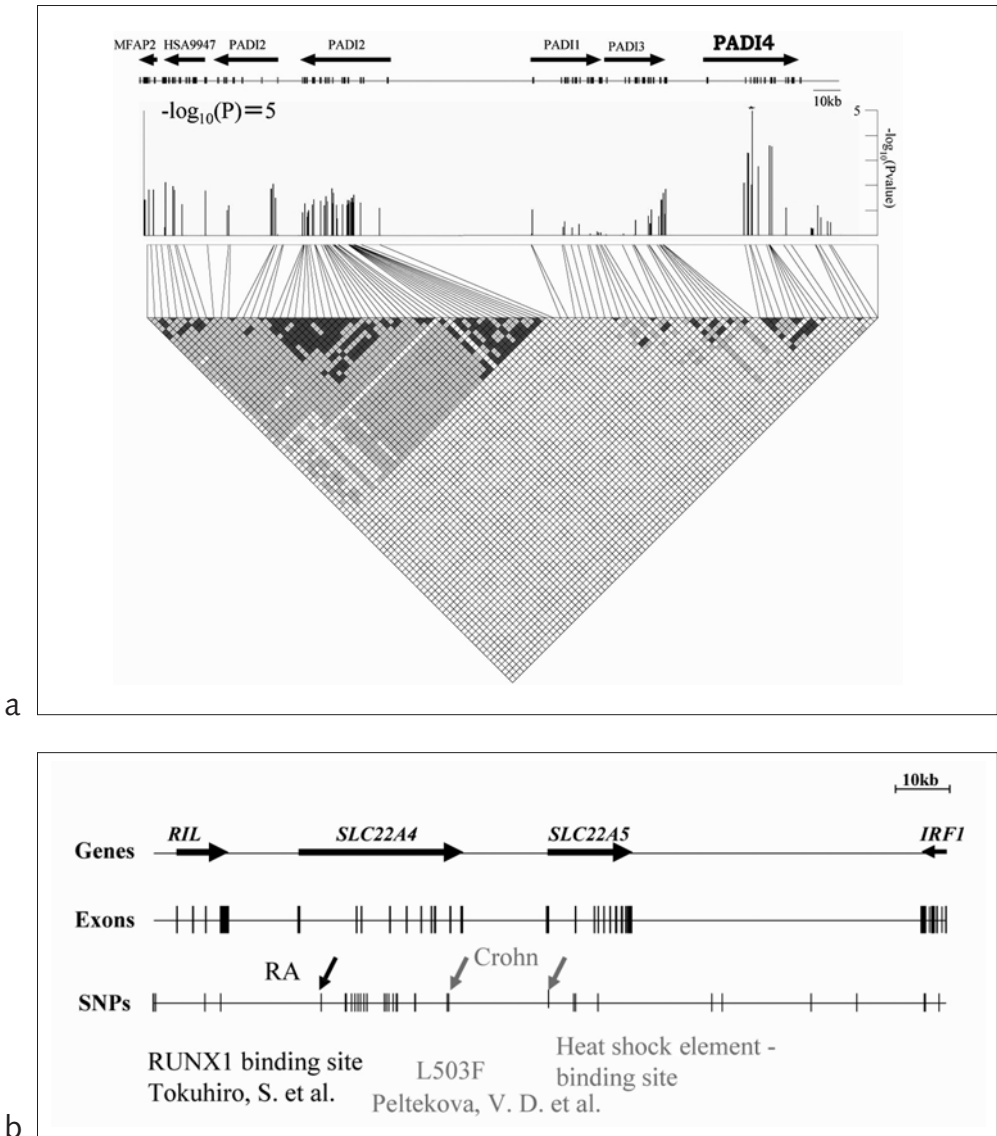 MFAP2 HSA9947 PADI2 PADI2 PADI1 PADI3 PADI4
10kb
-log10(P)=5
5
-log10(Pvalue)
a
10kb
RIL SLC22A4 SLC22A5 IRF1
Genes
Exons
RA Crohn
SNPs
RUNX1 binding site
Tokuhiro, S. et al.
L503F
Peltekova, V. D. et al.
Heat shock element -
binding site
b